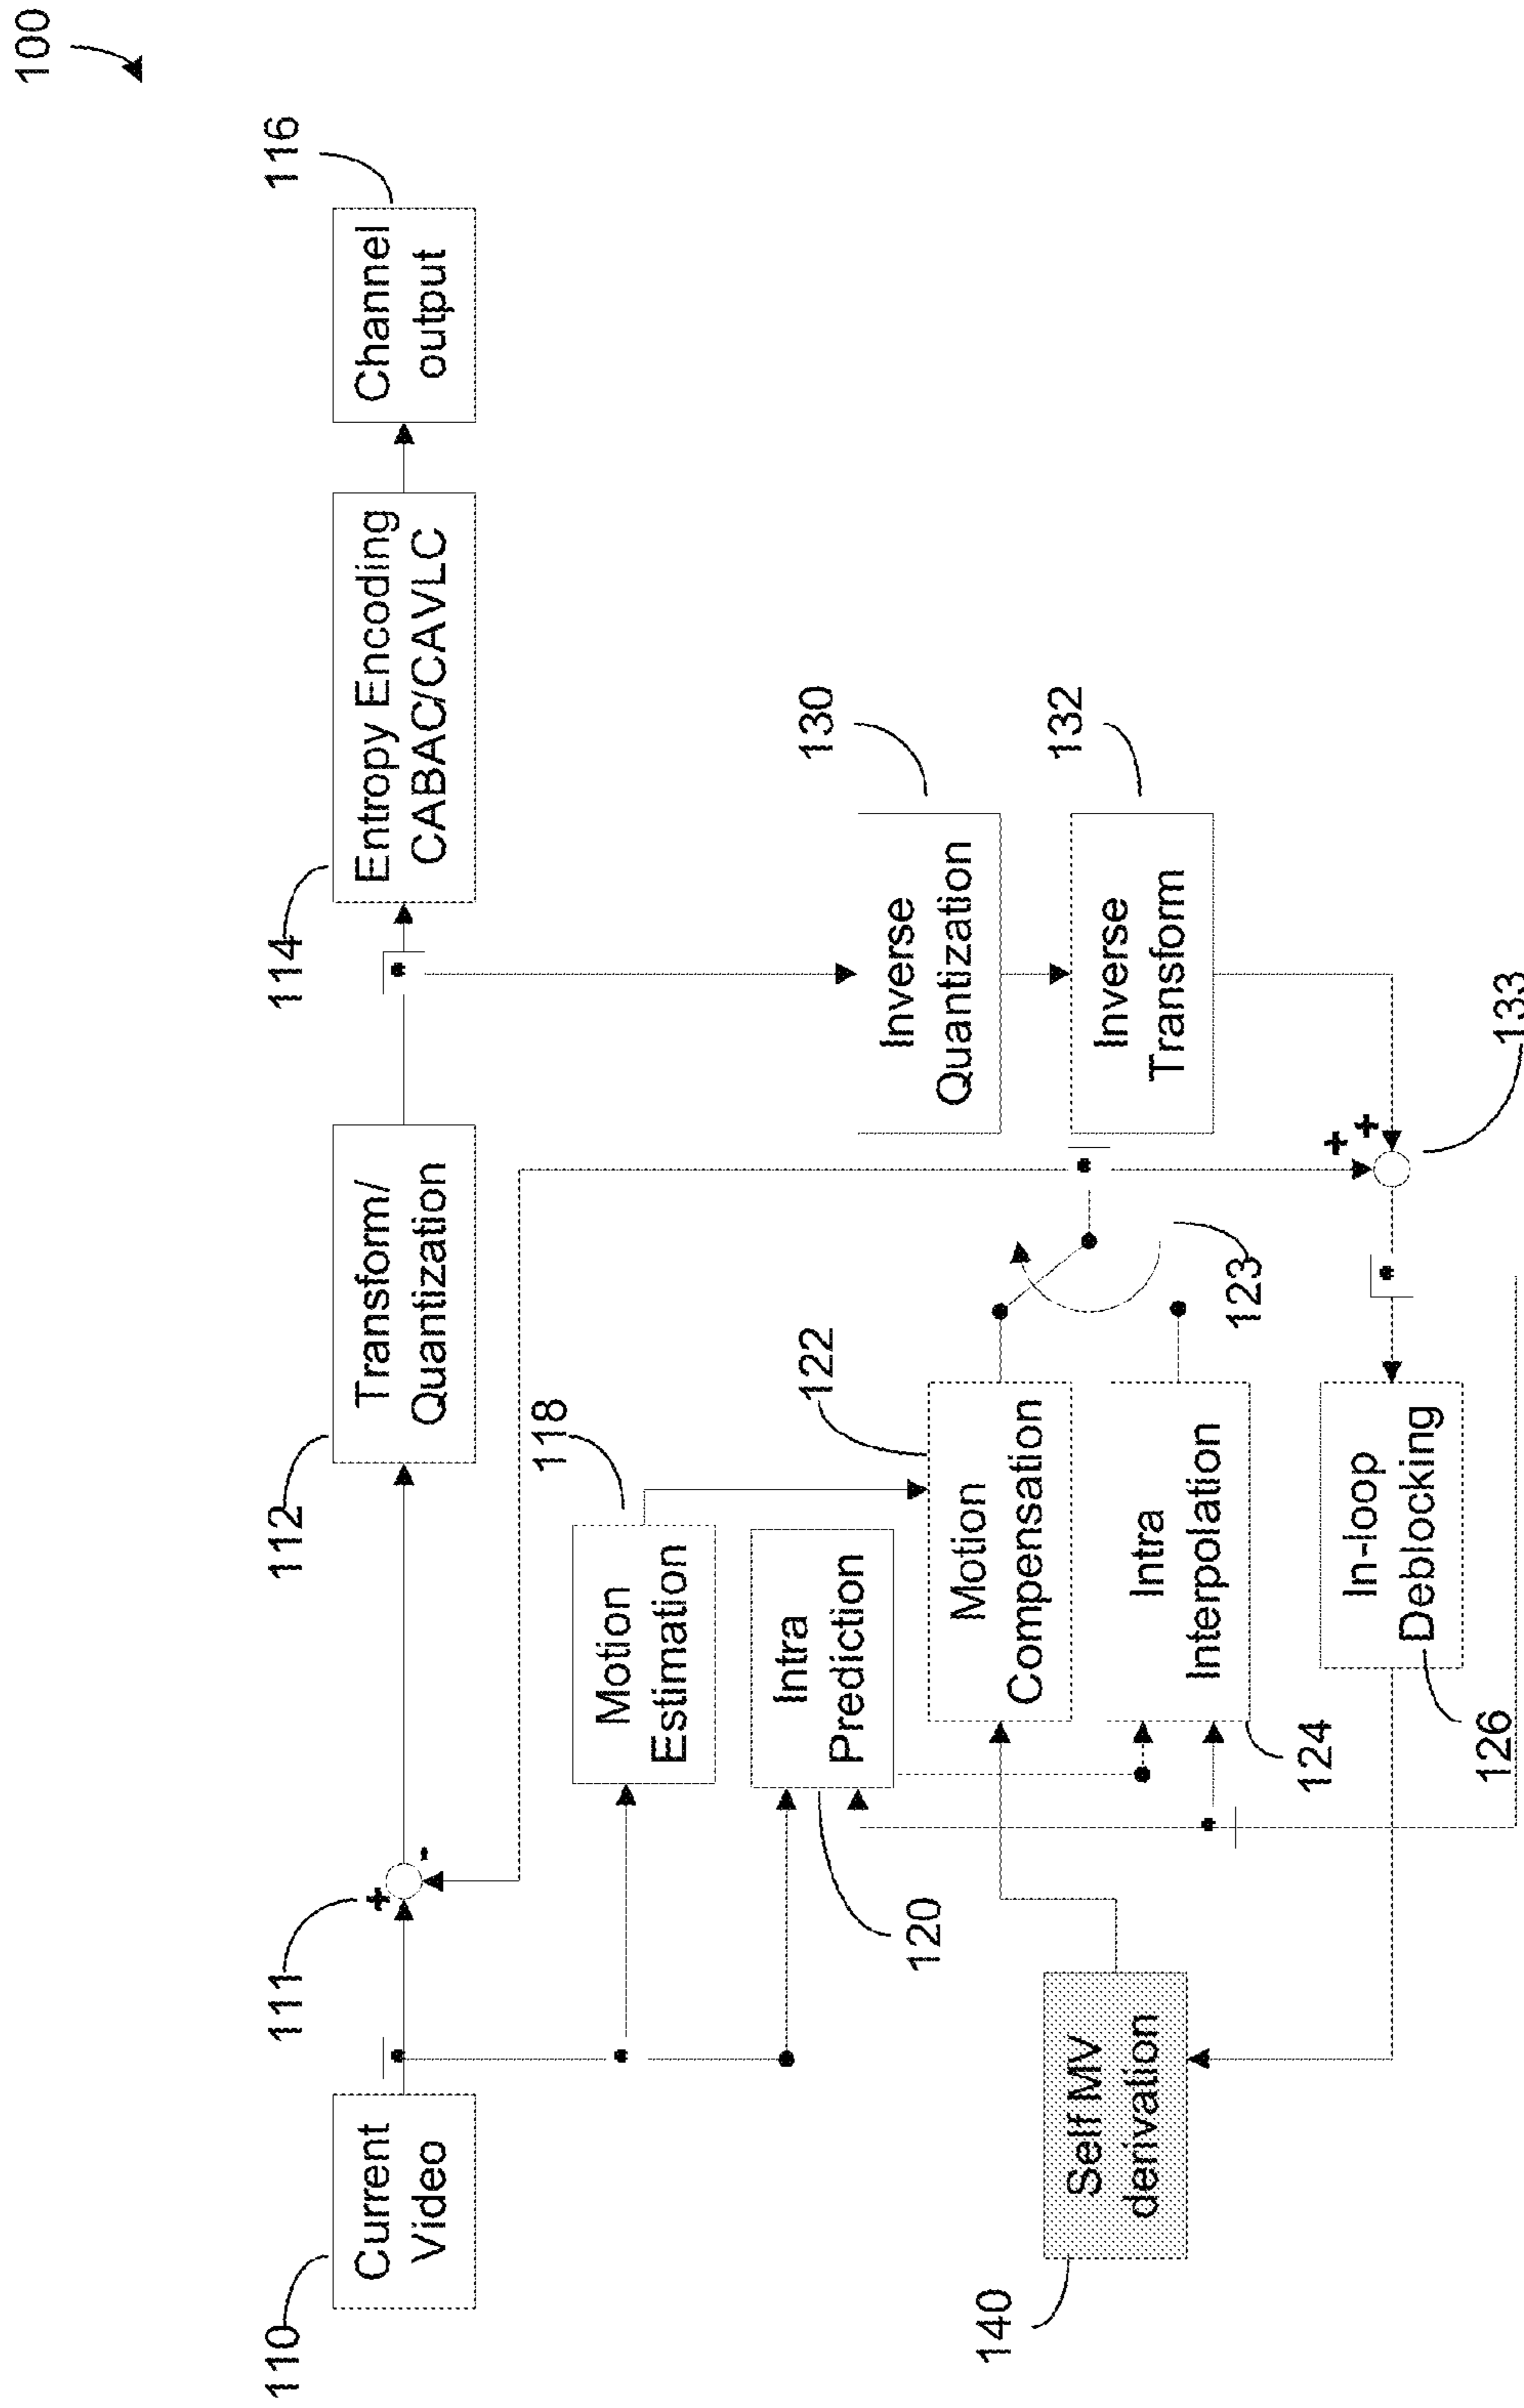 100
110
Current
Video
111
+
-
112
Transform/
Quantization
114
Entropy Encoding
CABAC/CAVLC
116
Channel
output
118
Motion
Estimation
120
Intra
Prediction
122
Motion
Compensation
123
124
Intra
Interpolation
130
Inverse
Quantization
132
Inverse
Transform
+
+
133
126
In-loop
Deblocking
140
Self MV
derivation